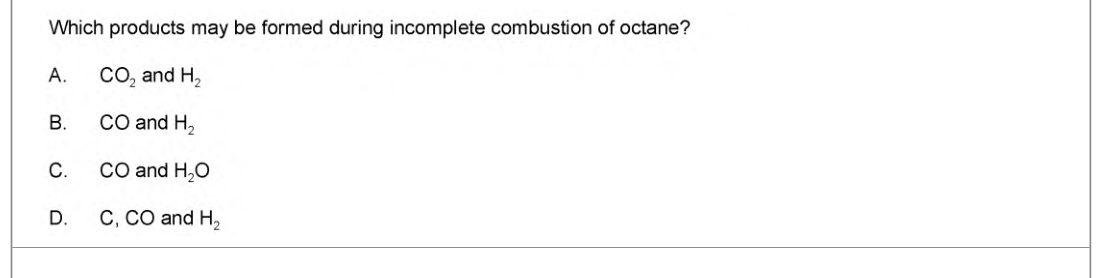 Which products may be formed during incomplete combustion of octane?
A. CO₂ and H₂
B. CO and H₂
C. CO and H₂O
D. C, CO and H₂